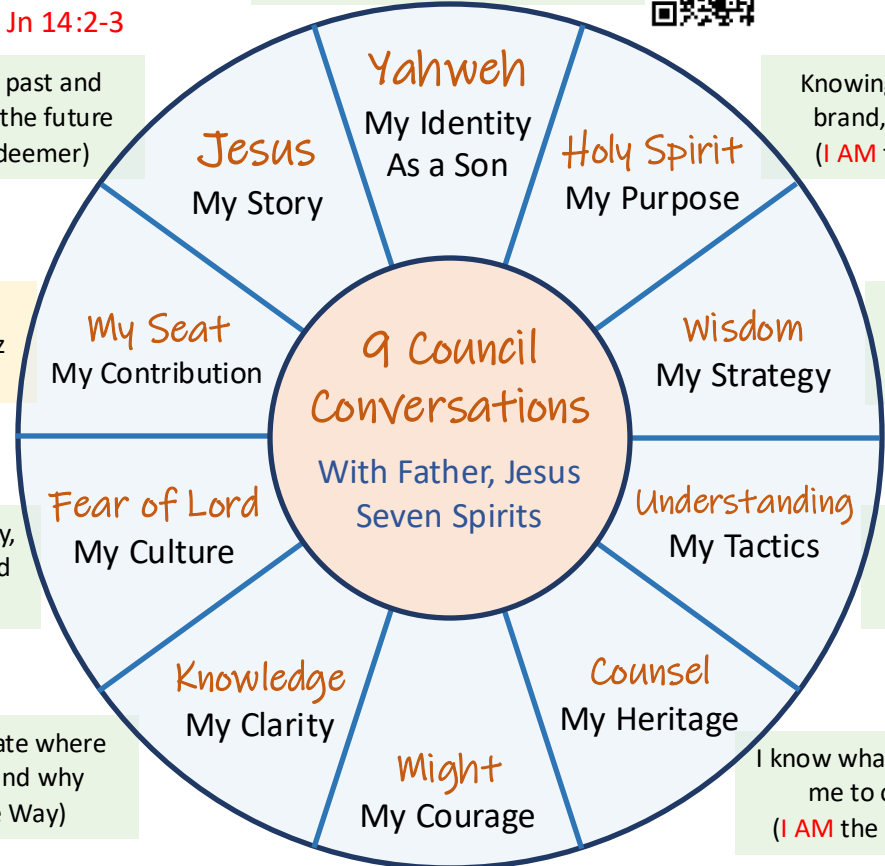 Jn 14:2-3
past and
the future
deemer)
Yahweh
My Identity
As a Son
Jesus
My Story
Holy Spirit
My Purpose
Knowing
brand,
(I AM
My Seat
My Contribution
9 Council
Conversations
With Father, Jesus
Seven Spirits
Wisdom
My Strategy
Fear of Lord
My Culture
Understanding
My Tactics
Knowledge
My Clarity
Counsel
My Heritage
Might
My Courage
ate where
nd why
Way)
I know wha
me to
(I AM the